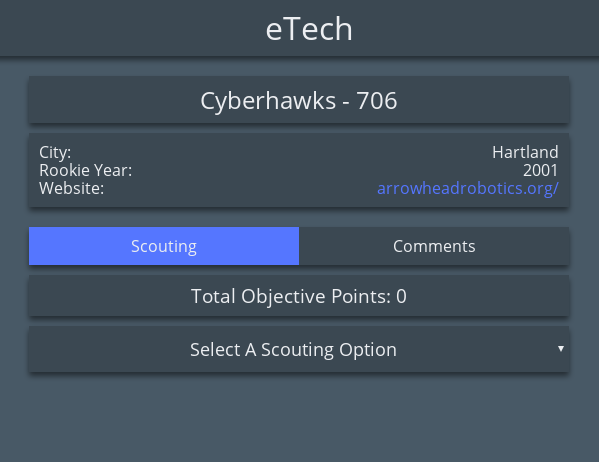 eTech
Cyberhawks - 706
City: Hartland
Rookie Year: 2001
Website: arrowheadrobotics.org/
Scouting Comments
Total Objective Points: 0
Select A Scouting Option